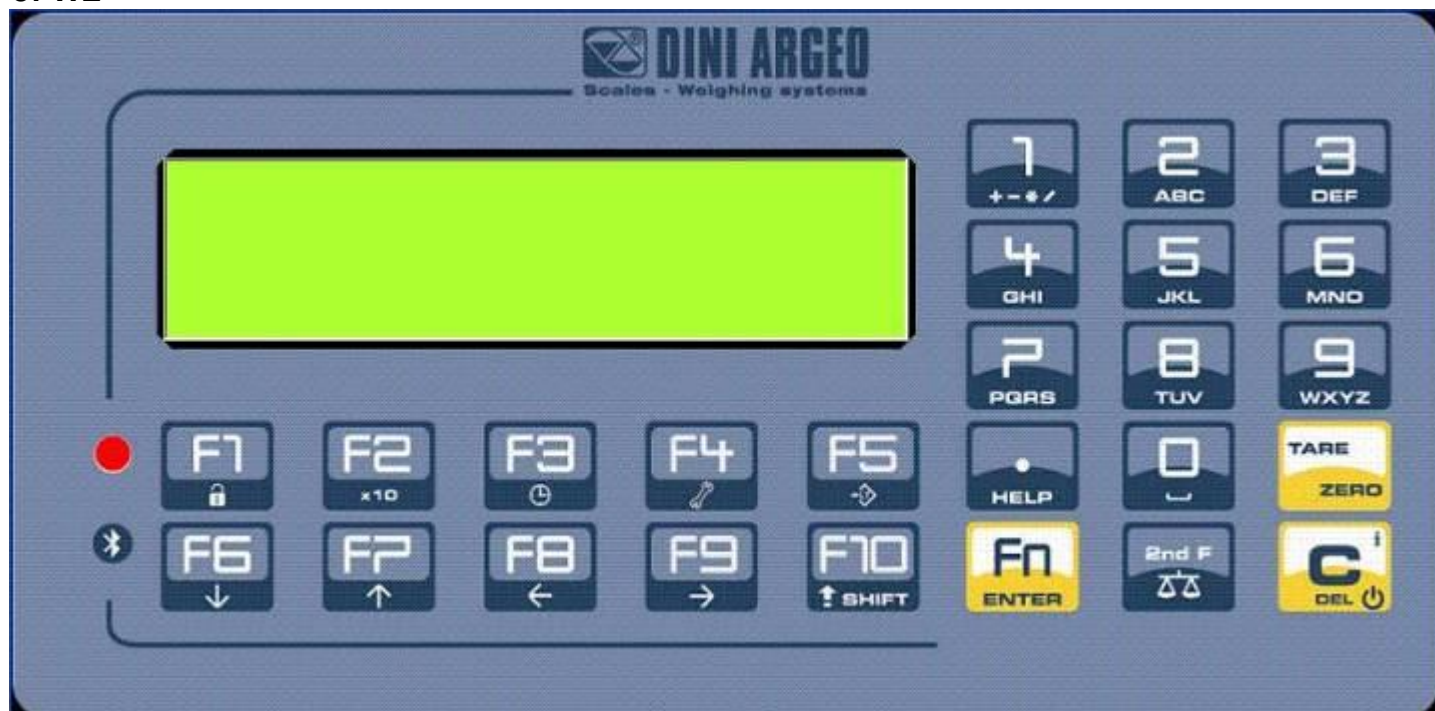 DINI ARGEO
Scales - Weighing systems
1 2 3
+-*/ ABC DEF
4 5 6
GHI JKL MNO
7 8 9
PQRS TUV WXYZ
F1 F2 F3 F4 F5 . 0 TARE
x10 HELP ZERO
F6 F7 F8 F9 F10 Fn 2nd F C i
SHIFT ENTER DEL